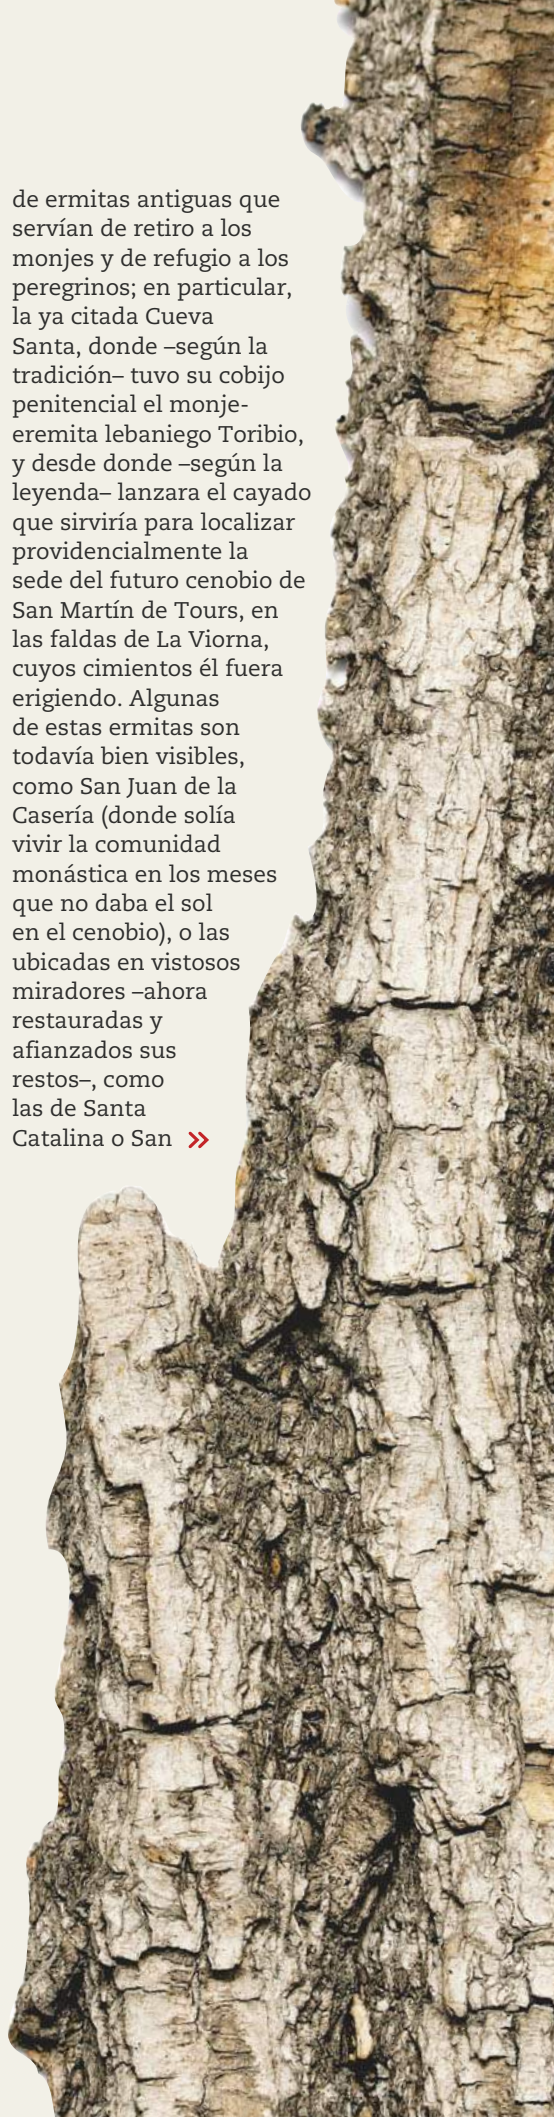 de ermitas antiguas que
servían de retiro a los
monjes y de refugio a los
peregrinos; en particular,
la ya citada Cueva
Santa, donde –según la
tradición– tuvo su cobijo
penitencial el monje-
eremita lebaniego Toribio,
y desde donde –según la
leyenda– lanzara el cayado
que sirviría para localizar
providencialmente la
sede del futuro cenobio de
San Martín de Tours, en
las faldas de La Viorna,
cuyos cimientos él fuera
erigiendo. Algunas
de estas ermitas son
todavía bien visibles,
como San Juan de la
Casería (donde solía
vivir la comunidad
monástica en los meses
que no daba el sol
en el cenobio), o las
ubicadas en vistosos
miradores –ahora
restauradas y
afianzados sus
restos–, como
las de Santa
Catalina o San »